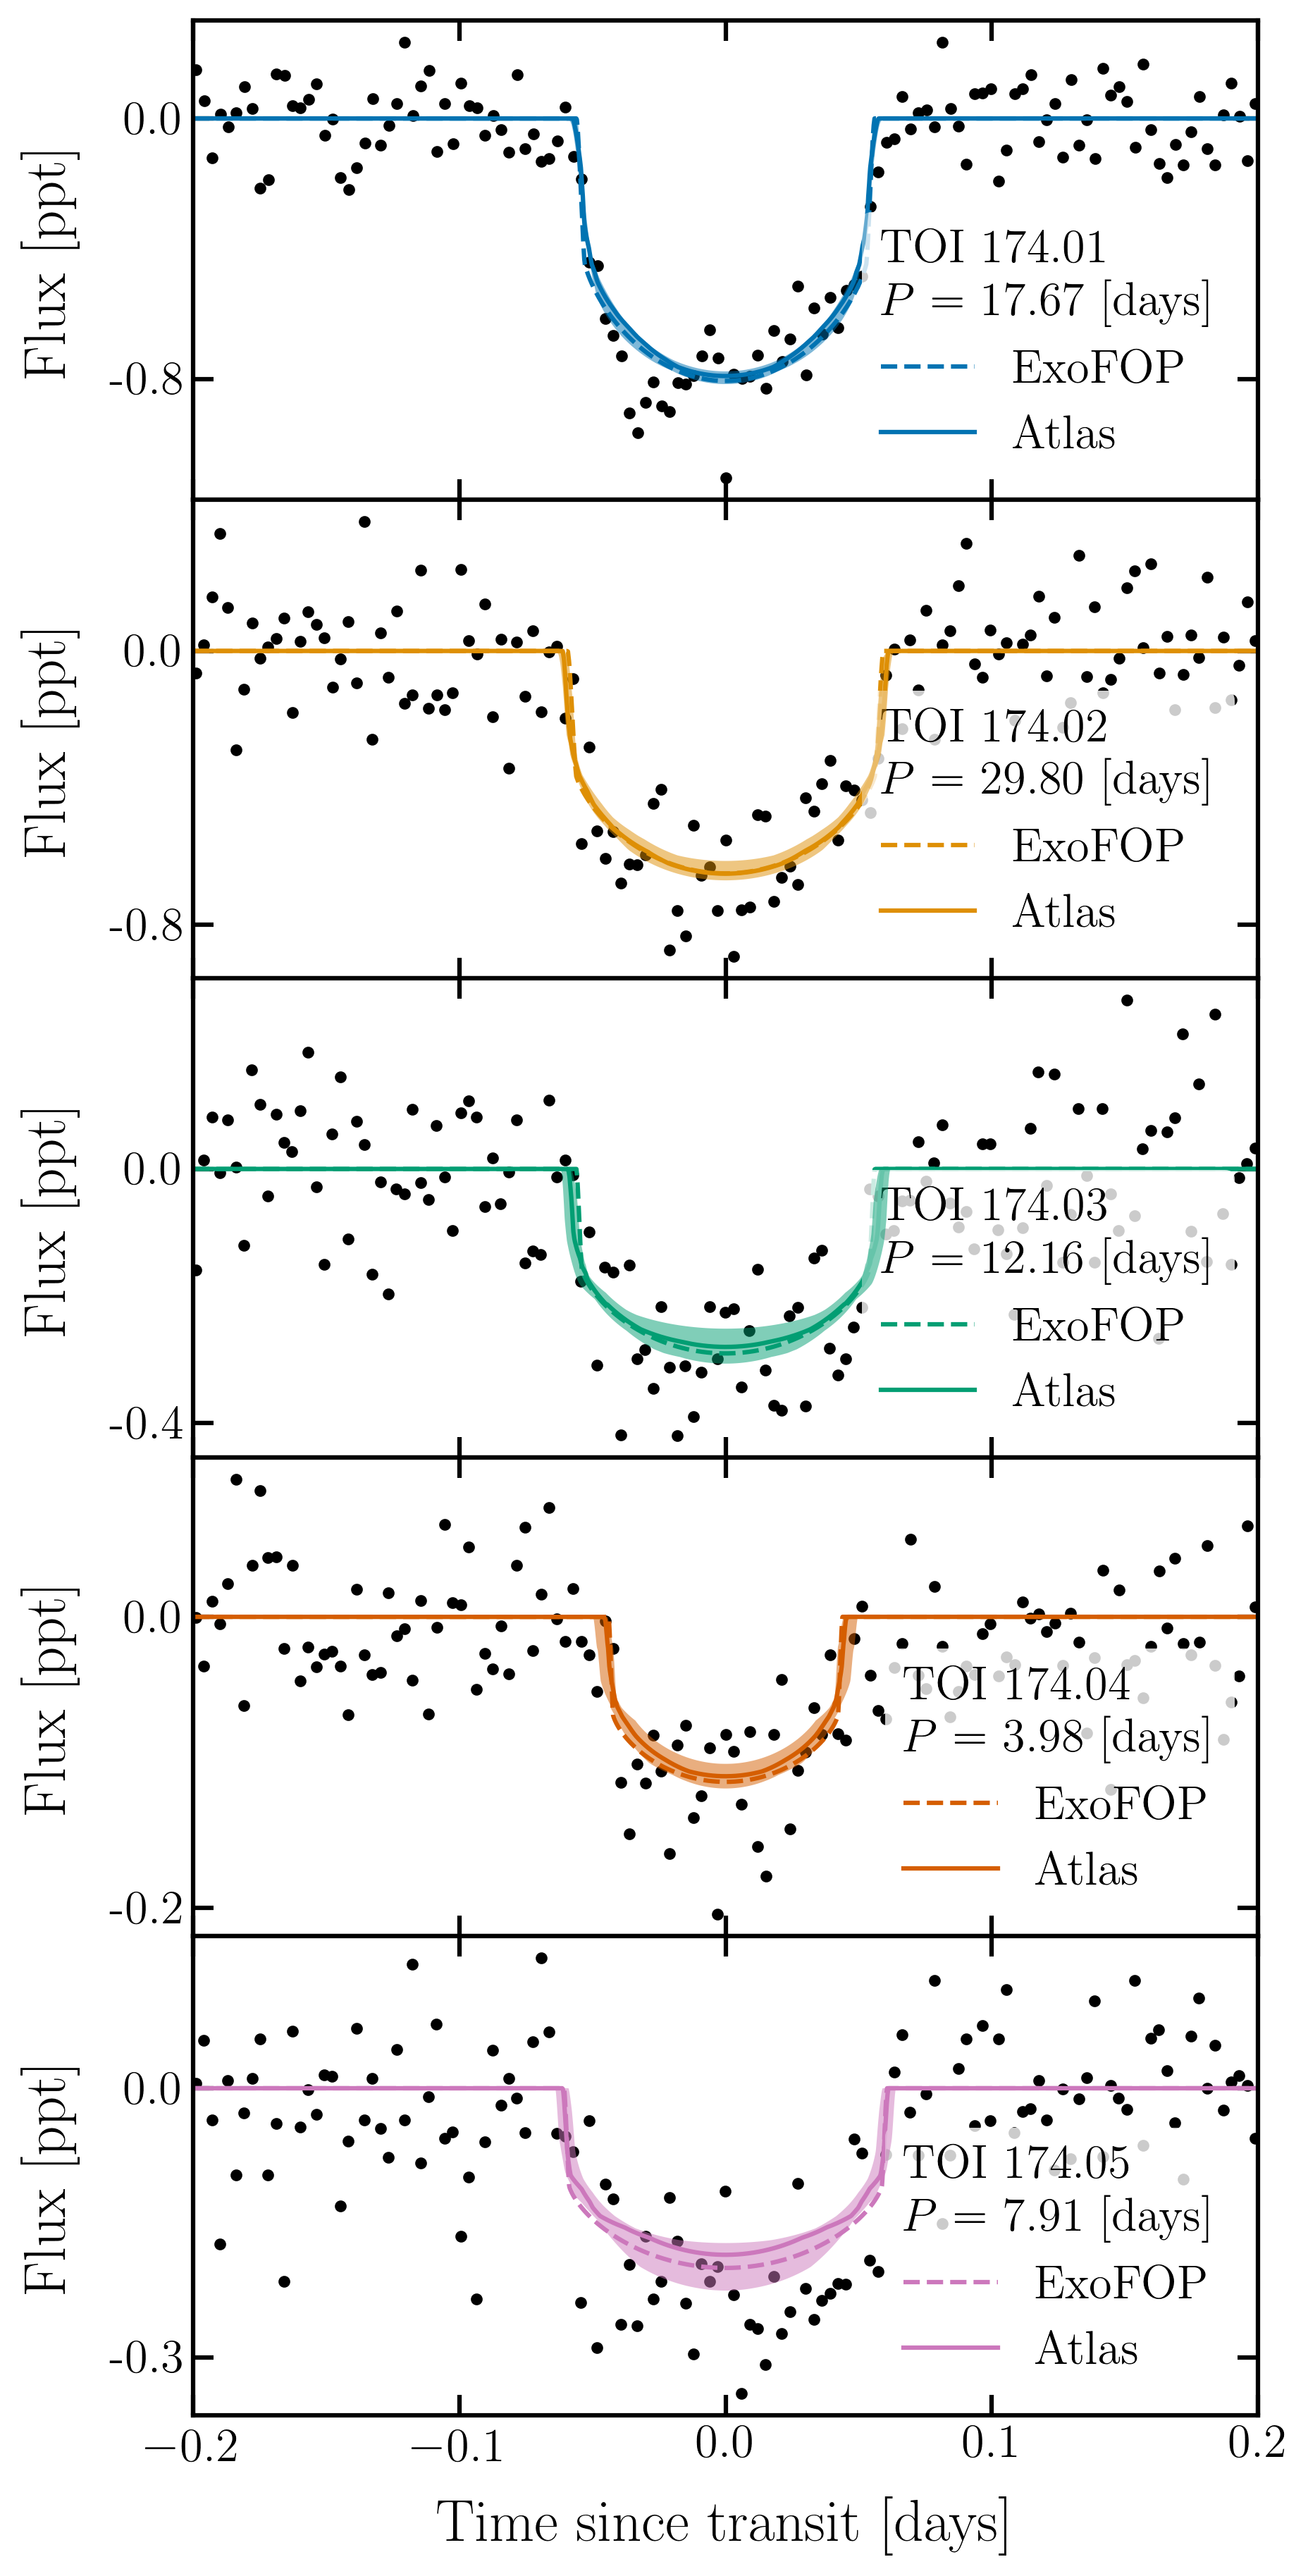 Flux [ppt]
0.0
-0.8
TOI 174.01
P = 17.67 [days]
ExoFOP
Atlas
Flux [ppt]
0.0
-0.8
TOI 174.02
P = 29.80 [days]
ExoFOP
Atlas
Flux [ppt]
0.0
-0.4
TOI 174.03
P = 12.16 [days]
ExoFOP
Atlas
Flux [ppt]
0.0
-0.2
TOI 174.04
P = 3.98 [days]
ExoFOP
Atlas
Flux [ppt]
0.0
-0.3
TOI 174.05
P = 7.91 [days]
ExoFOP
Atlas
−0.2 −0.1 0.0 0.1 0.2
Time since transit [days]